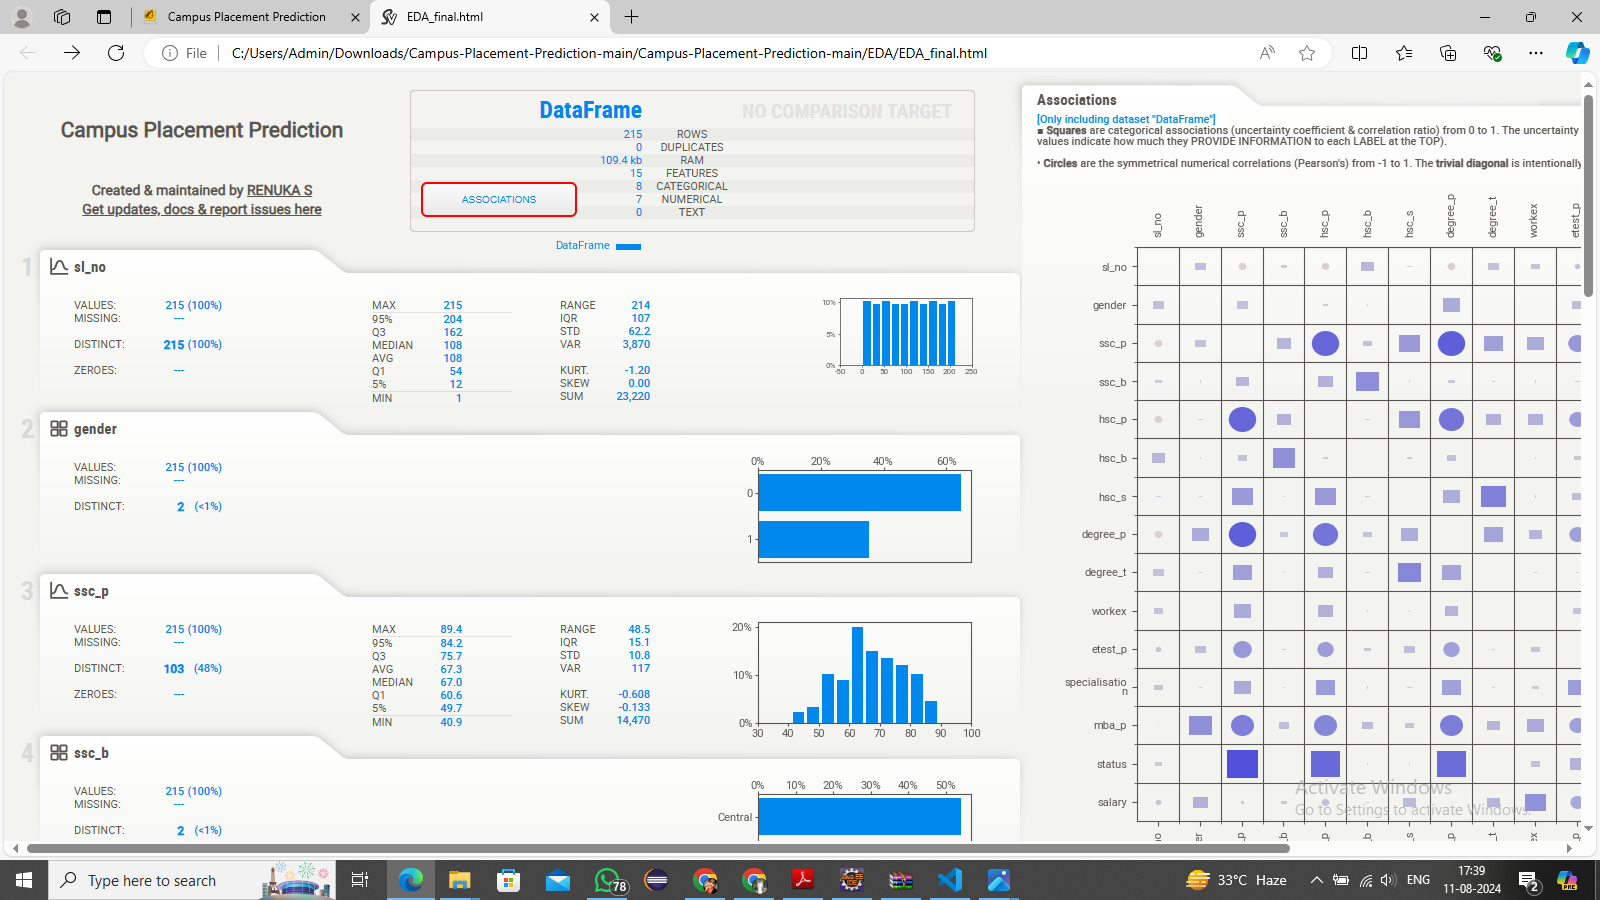 Campus Placement Prediction
EDA_final.html
File
C:/Users/Admin/Downloads/Campus-Placement-Prediction-main/Campus-Placement-Prediction-main/EDA/EDA_final.html
Campus Placement Prediction
Created & maintained by RENUKA S
Get updates, docs & report issues here
DataFrame
NO COMPARISON TARGET
215 ROWS
0 DUPLICATES
109.4 kb RAM
15 FEATURES
8 CATEGORICAL
7 NUMERICAL
0 TEXT
ASSOCIATIONS
DataFrame
1 sl_no
VALUES: 215 (100%)
MISSING: ---
DISTINCT: 215 (100%)
ZEROES: ---
MAX 215
95% 204
Q3 162
MEDIAN 108
AVG 108
Q1 54
5% 12
MIN 1
RANGE 214
IQR 107
STD 62.2
VAR 3,870
KURT. -1.20
SKEW 0.00
SUM 23,220
10%
5%
0%
-50 0 50 100 150 200 250
2 gender
VALUES: 215 (100%)
MISSING: ---
DISTINCT: 2 (<1%)
0% 20% 40% 60%
0
1
3 ssc_p
VALUES: 215 (100%)
MISSING: ---
DISTINCT: 103 (48%)
ZEROES: ---
MAX 89.4
95% 84.2
Q3 75.7
AVG 67.3
MEDIAN 67.0
Q1 60.6
5% 49.7
MIN 40.9
RANGE 48.5
IQR 15.1
STD 10.8
VAR 117
KURT. -0.608
SKEW -0.133
SUM 14,470
20%
10%
0%
30 40 50 60 70 80 90 100
4 ssc_b
VALUES: 215 (100%)
MISSING: ---
DISTINCT: 2 (<1%)
0% 10% 20% 30% 40% 50%
Central
Associations
[Only including dataset "DataFrame"]
■ Squares are categorical associations (uncertainty coefficient & correlation ratio) from 0 to 1. The uncertainty
values indicate how much they PROVIDE INFORMATION to each LABEL at the TOP).
• Circles are the symmetrical numerical correlations (Pearson's) from -1 to 1. The trivial diagonal is intentionally
sl_no gender ssc_p ssc_b hsc_p hsc_b hsc_s degree_p degree_t workex etest_p
sl_no
gender
ssc_p
ssc_b
hsc_p
hsc_b
hsc_s
degree_p
degree_t
workex
etest_p
specialisatio
n
mba_p
status
salary
Activate Windows
Go to Settings to activate Windows.
Type here to search
78
33°C Haze
ENG
17:39
11-08-2024
2
PRE